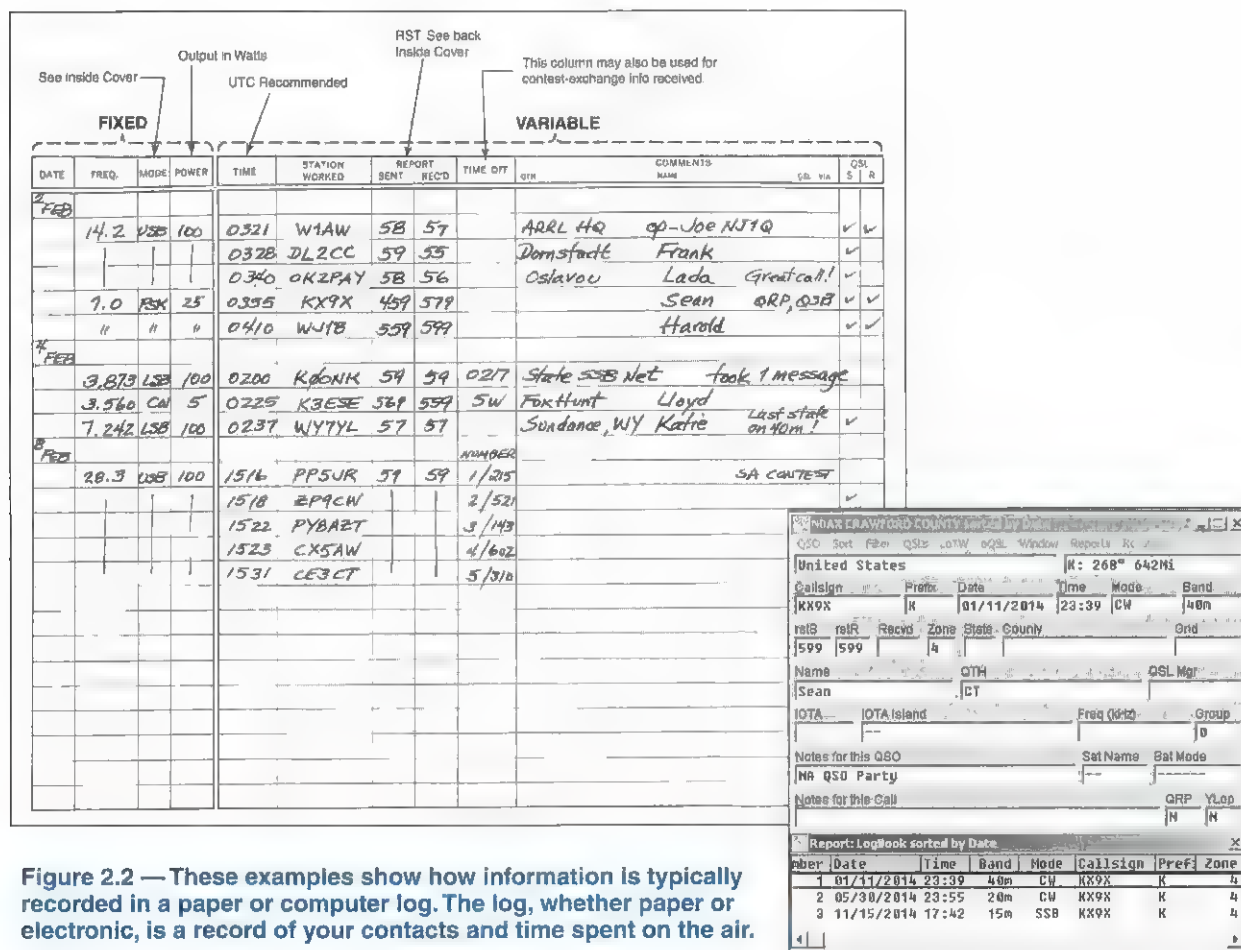 RST See back
Inside Cover
Output in Watts
See Inside Cover
UTC Recommended
This column may also be used for
contest-exchange info received.
FIXED
VARIABLE
DATE FREQ. MODE POWER TIME STATION WORKED REPORT SENT REC'D TIME OFF QTH COMMENTS NAME QSL VIA QSL S R
2 FEB
14.2 USB 100 0321 W1AW 58 57 ARRL HQ op-Joe NJ1Q ✓ ✓
0328 DL2CC 59 55 Domstadt Frank ✓
0340 OK2PAY 58 56 Oslavou Lada Great call! ✓
7.0 PSK 25 0355 KX9X 459 579 Sean QRP, QSB ✓ ✓
" " " 0410 WJ1B 559 599 Harold ✓ ✓
4 FEB
3.873 LSB 100 0200 KØONK 59 59 0217 State SSB Net took 1 message
3.560 CW 5 0225 K3ESE 569 559 5W FoxHunt Lloyd
7.242 LSB 100 0237 WY7YL 57 57 Sundance, WY Katie Last state on 40m! ✓
8 FEB NUMBER
28.3 USB 100 1516 PP5UR 59 59 1/215 SA CONTEST
1518 ZP9CW 2/521 ✓
1522 PY8AZT 3/143
1523 CX5AW 4/602
1531 CE3CT 5/310
NØAX CRAWFORD COUNTY sorted by Date
QSO Sort Filter QSLs LoTW eQSL Window Reports
United States K: 268° 642Mi
Callsign Prefix Date Time Mode Band
KX9X K 01/11/2014 23:39 CW 40m
rstS rstR Recvd Zone State County Grid
599 599 4
Name QTH QSL Mgr
Sean CT
IOTA IOTA Island Freq (kHz) Group
-- 0
Notes for this QSO Sat Name Sat Mode
NA QSO Party -- ------
Notes for this Call QRP YLop
N N
Report: LogBook sorted by Date
mber Date Time Band Mode Callsign Pref: Zone
1 01/11/2014 23:39 40m CW KX9X K 4
2 05/30/2014 23:55 20m CW KX9X K 4
3 11/15/2014 17:42 15m SSB KX9X K 4
Figure 2.2 — These examples show how information is typically
recorded in a paper or computer log. The log, whether paper or
electronic, is a record of your contacts and time spent on the air.